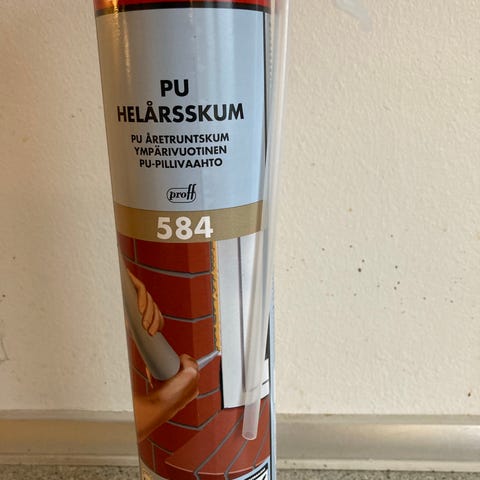 PU
HELÅRSSKUM
PU ÅRETRUNTSKUM
YMPÄRIVUOTINEN
PU-PILLIVAAHTO
proff
584